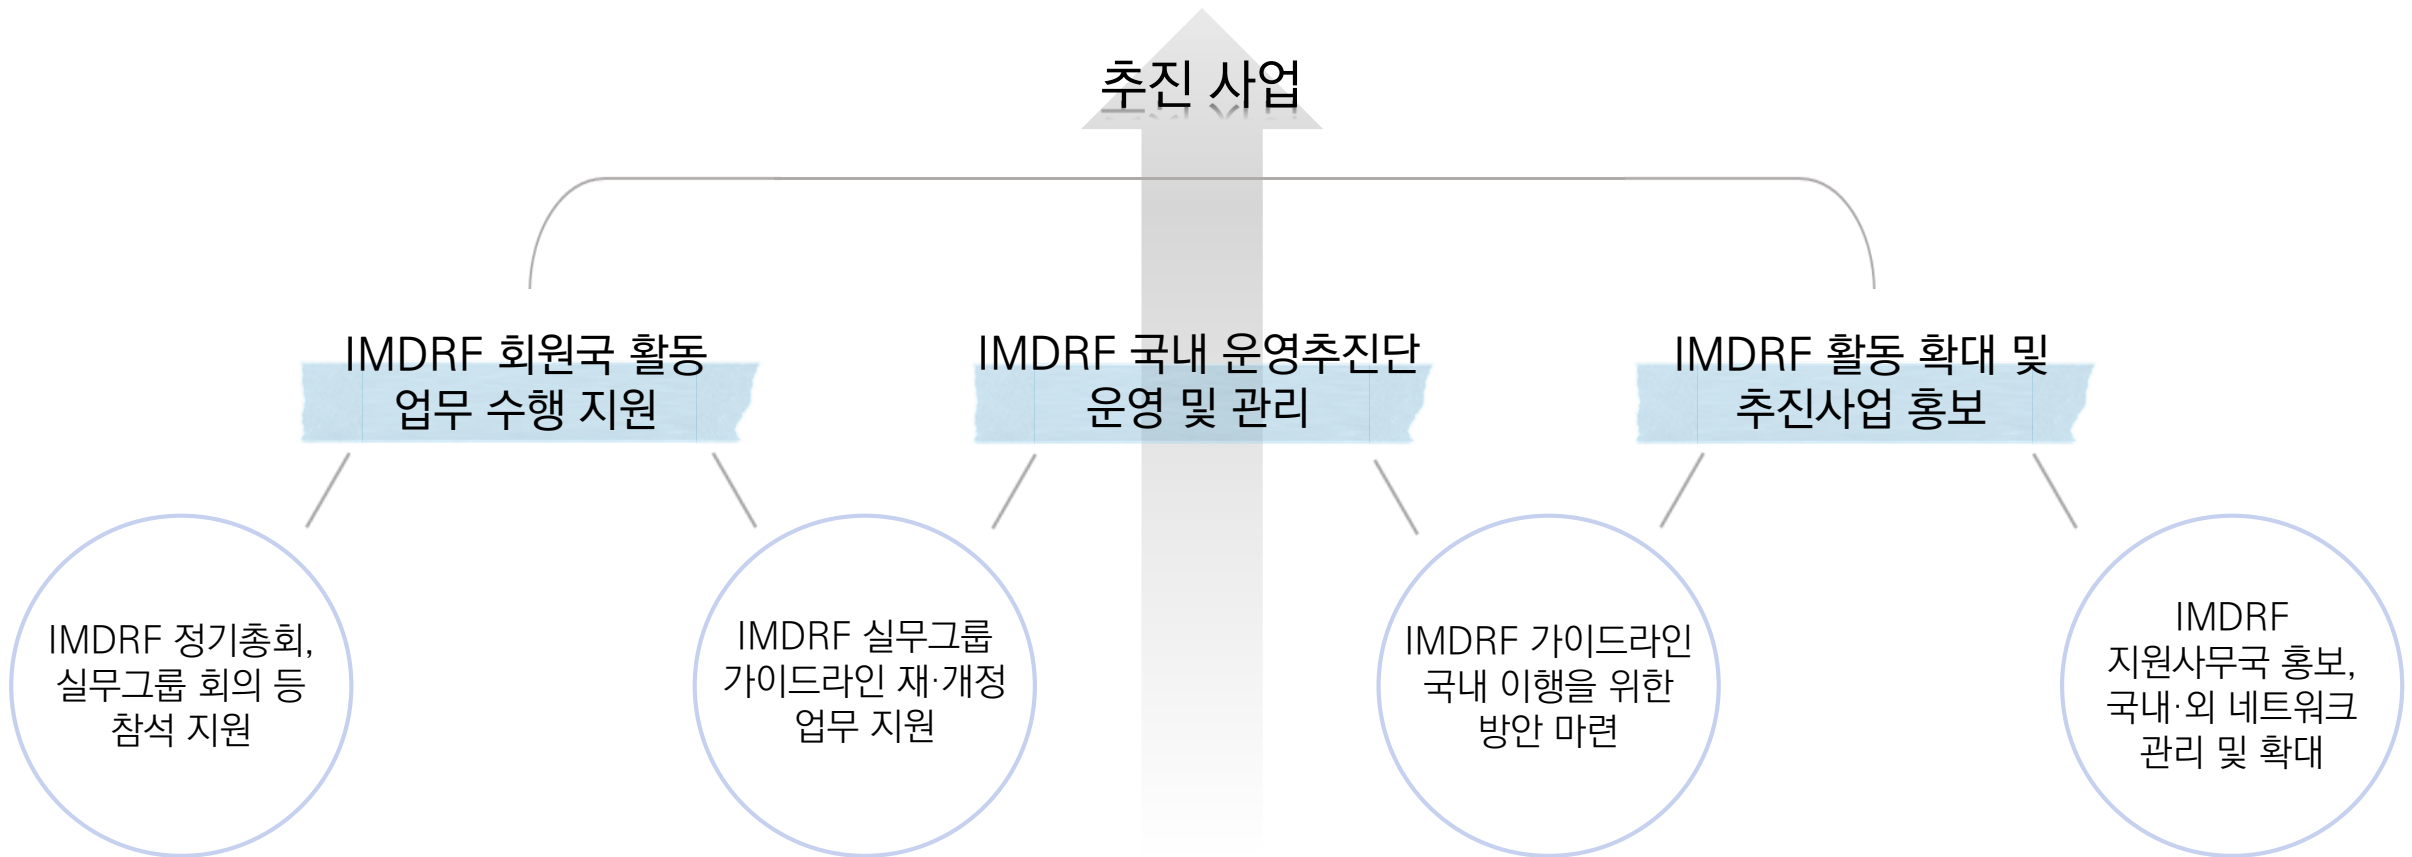 추진 사업
IMDRF 회원국 활동
업무 수행 지원
IMDRF 국내 운영추진단
운영 및 관리
IMDRF 활동 확대 및
추진사업 홍보
IMDRF 정기총회,
실무그룹 회의 등
참석 지원
IMDRF 실무그룹
가이드라인 재·개정
업무 지원
IMDRF 가이드라인
국내 이행을 위한
방안 마련
IMDRF
지원사무국 홍보,
국내·외 네트워크
관리 및 확대